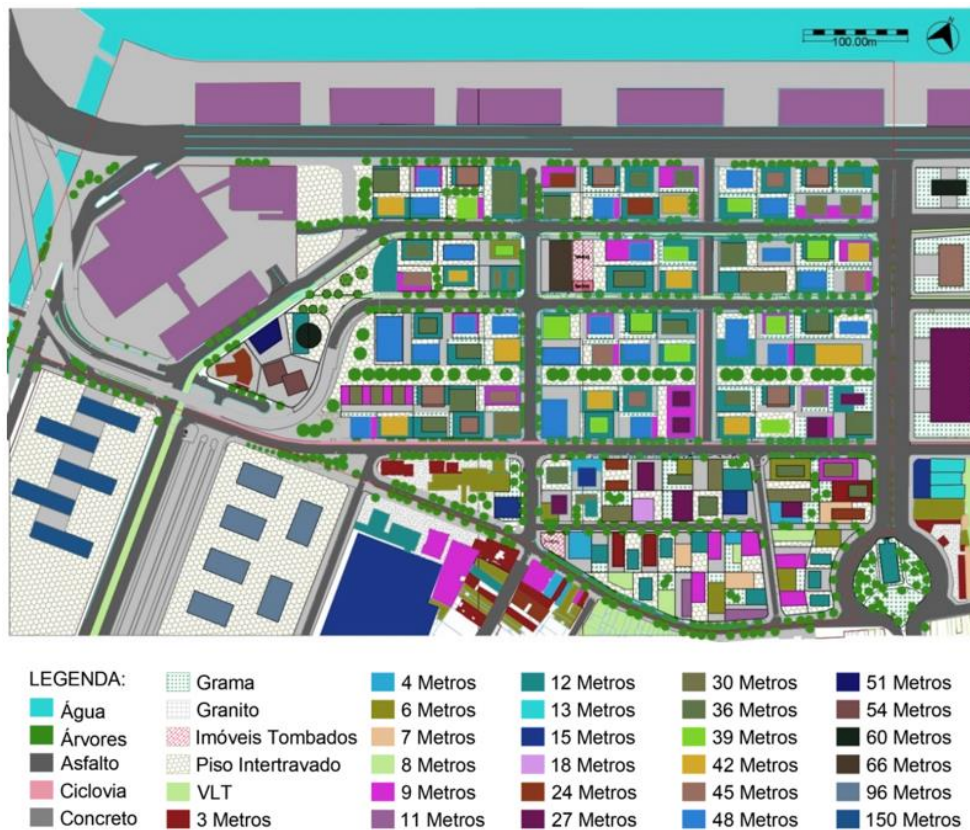 N
100.00m
LEGENDA:
Água
Árvores
Asfalto
Ciclovia
Concreto
Grama
Granito
Imóveis Tombados
Piso Intertravado
VLT
3 Metros
4 Metros
6 Metros
7 Metros
8 Metros
9 Metros
11 Metros
12 Metros
13 Metros
15 Metros
18 Metros
24 Metros
27 Metros
30 Metros
36 Metros
39 Metros
42 Metros
45 Metros
48 Metros
51 Metros
54 Metros
60 Metros
66 Metros
96 Metros
150 Metros